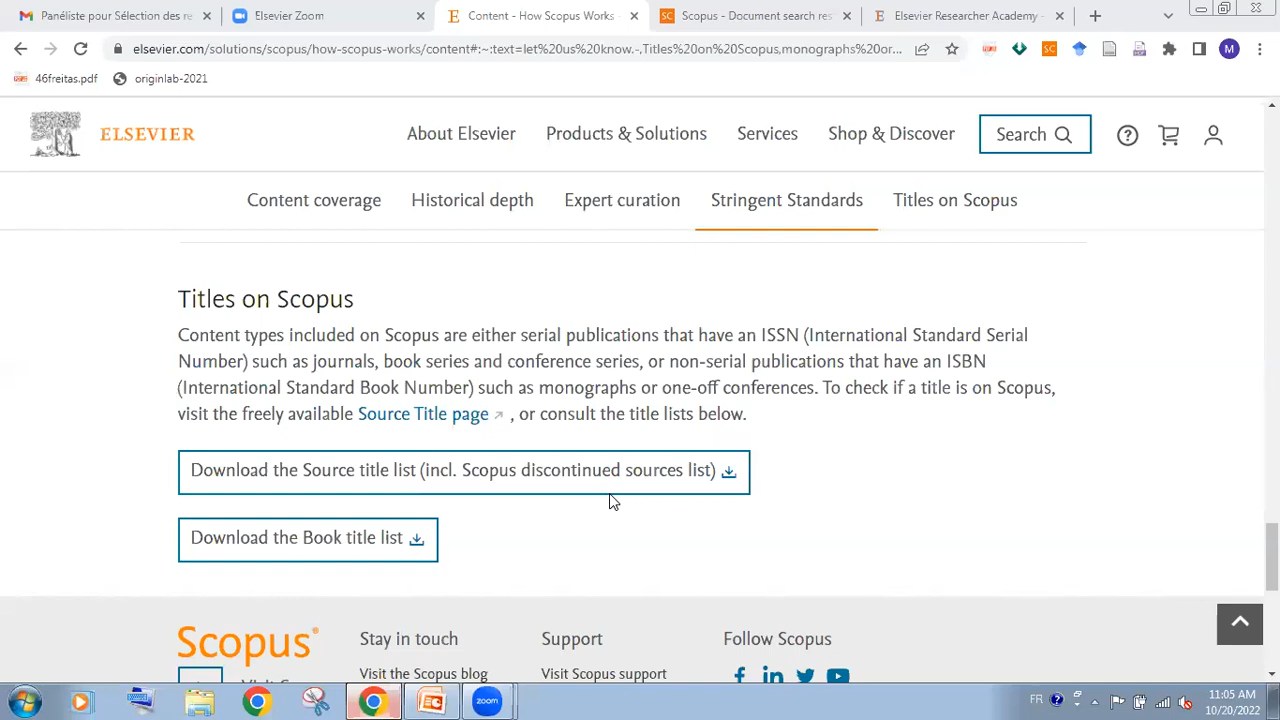 Panéliste pour Sélection des re
Elsevier Zoom
Content - How Scopus Works
Scopus - Document search res
Elsevier Researcher Academy -
elsevier.com/solutions/scopus/how-scopus-works/content#:~:text=let%20us%20know.-,Titles%20on%20Scopus,monographs%20or...
46freitas.pdf
originlab-2021
ELSEVIER
About Elsevier
Products & Solutions
Services
Shop & Discover
Search
Content coverage
Historical depth
Expert curation
Stringent Standards
Titles on Scopus
Titles on Scopus
Content types included on Scopus are either serial publications that have an ISSN (International Standard Serial
Number) such as journals, book series and conference series, or non-serial publications that have an ISBN
(International Standard Book Number) such as monographs or one-off conferences. To check if a title is on Scopus,
visit the freely available Source Title page , or consult the title lists below.
Download the Source title list (incl. Scopus discontinued sources list)
Download the Book title list
Scopus®
Stay in touch
Support
Follow Scopus
Visit the Scopus blog
Visit Scopus support
zoom
FR
11:05 AM
10/20/2022